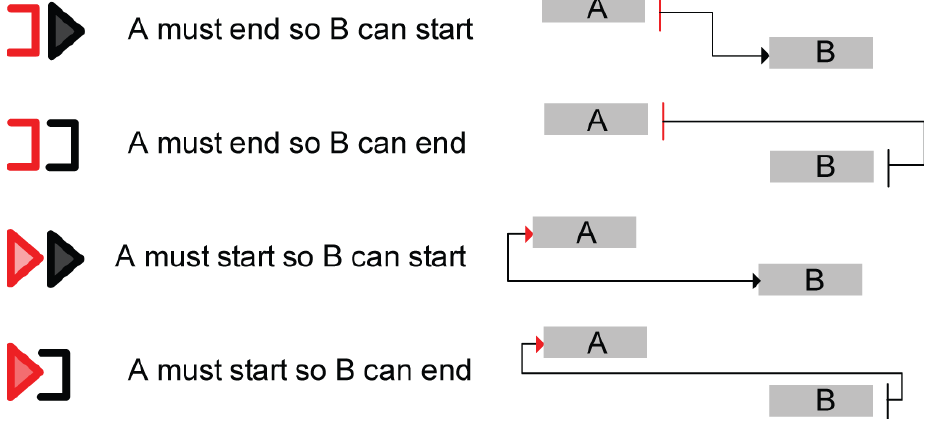 A must end so B can start
A
B
A must end so B can end
A
B
A must start so B can start
A
B
A must start so B can end
A
B